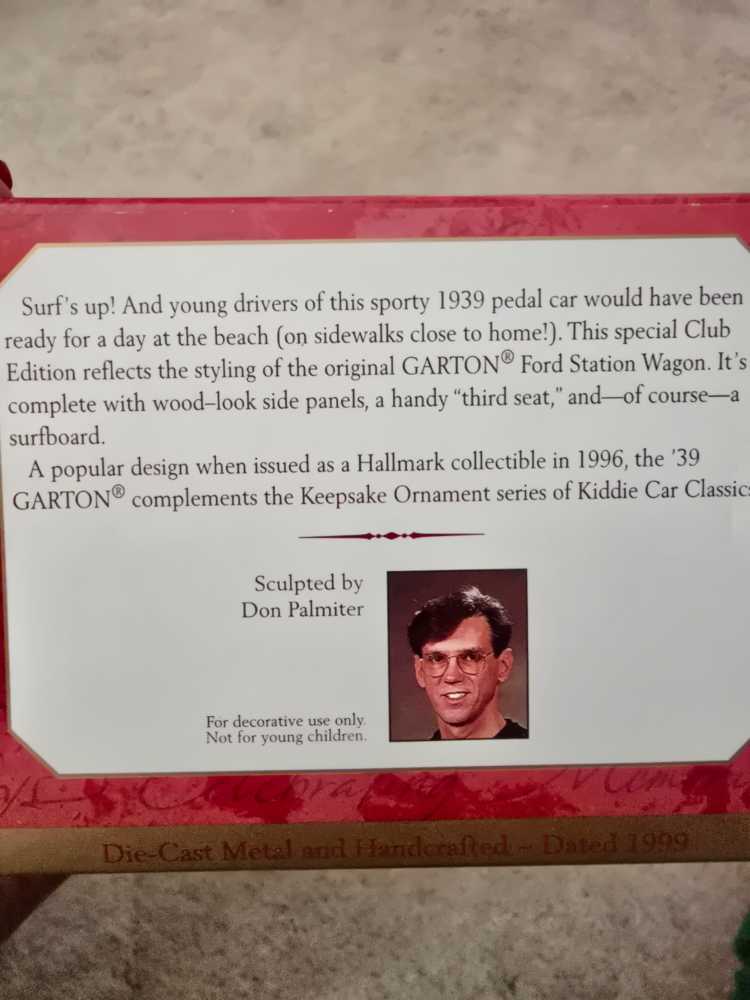 Surf's up! And young drivers of this sporty 1939 pedal car would have been
ready for a day at the beach (on sidewalks close to home!). This special Club
Edition reflects the styling of the original GARTON® Ford Station Wagon. It's
complete with wood–look side panels, a handy “third seat,” and—of course—a
surfboard.
A popular design when issued as a Hallmark collectible in 1996, the '39
GARTON® complements the Keepsake Ornament series of Kiddie Car Classics
Sculpted by
Don Palmiter
For decorative use only.
Not for young children.
Die-Cast Metal and Handcrafted ~ Dated 1999